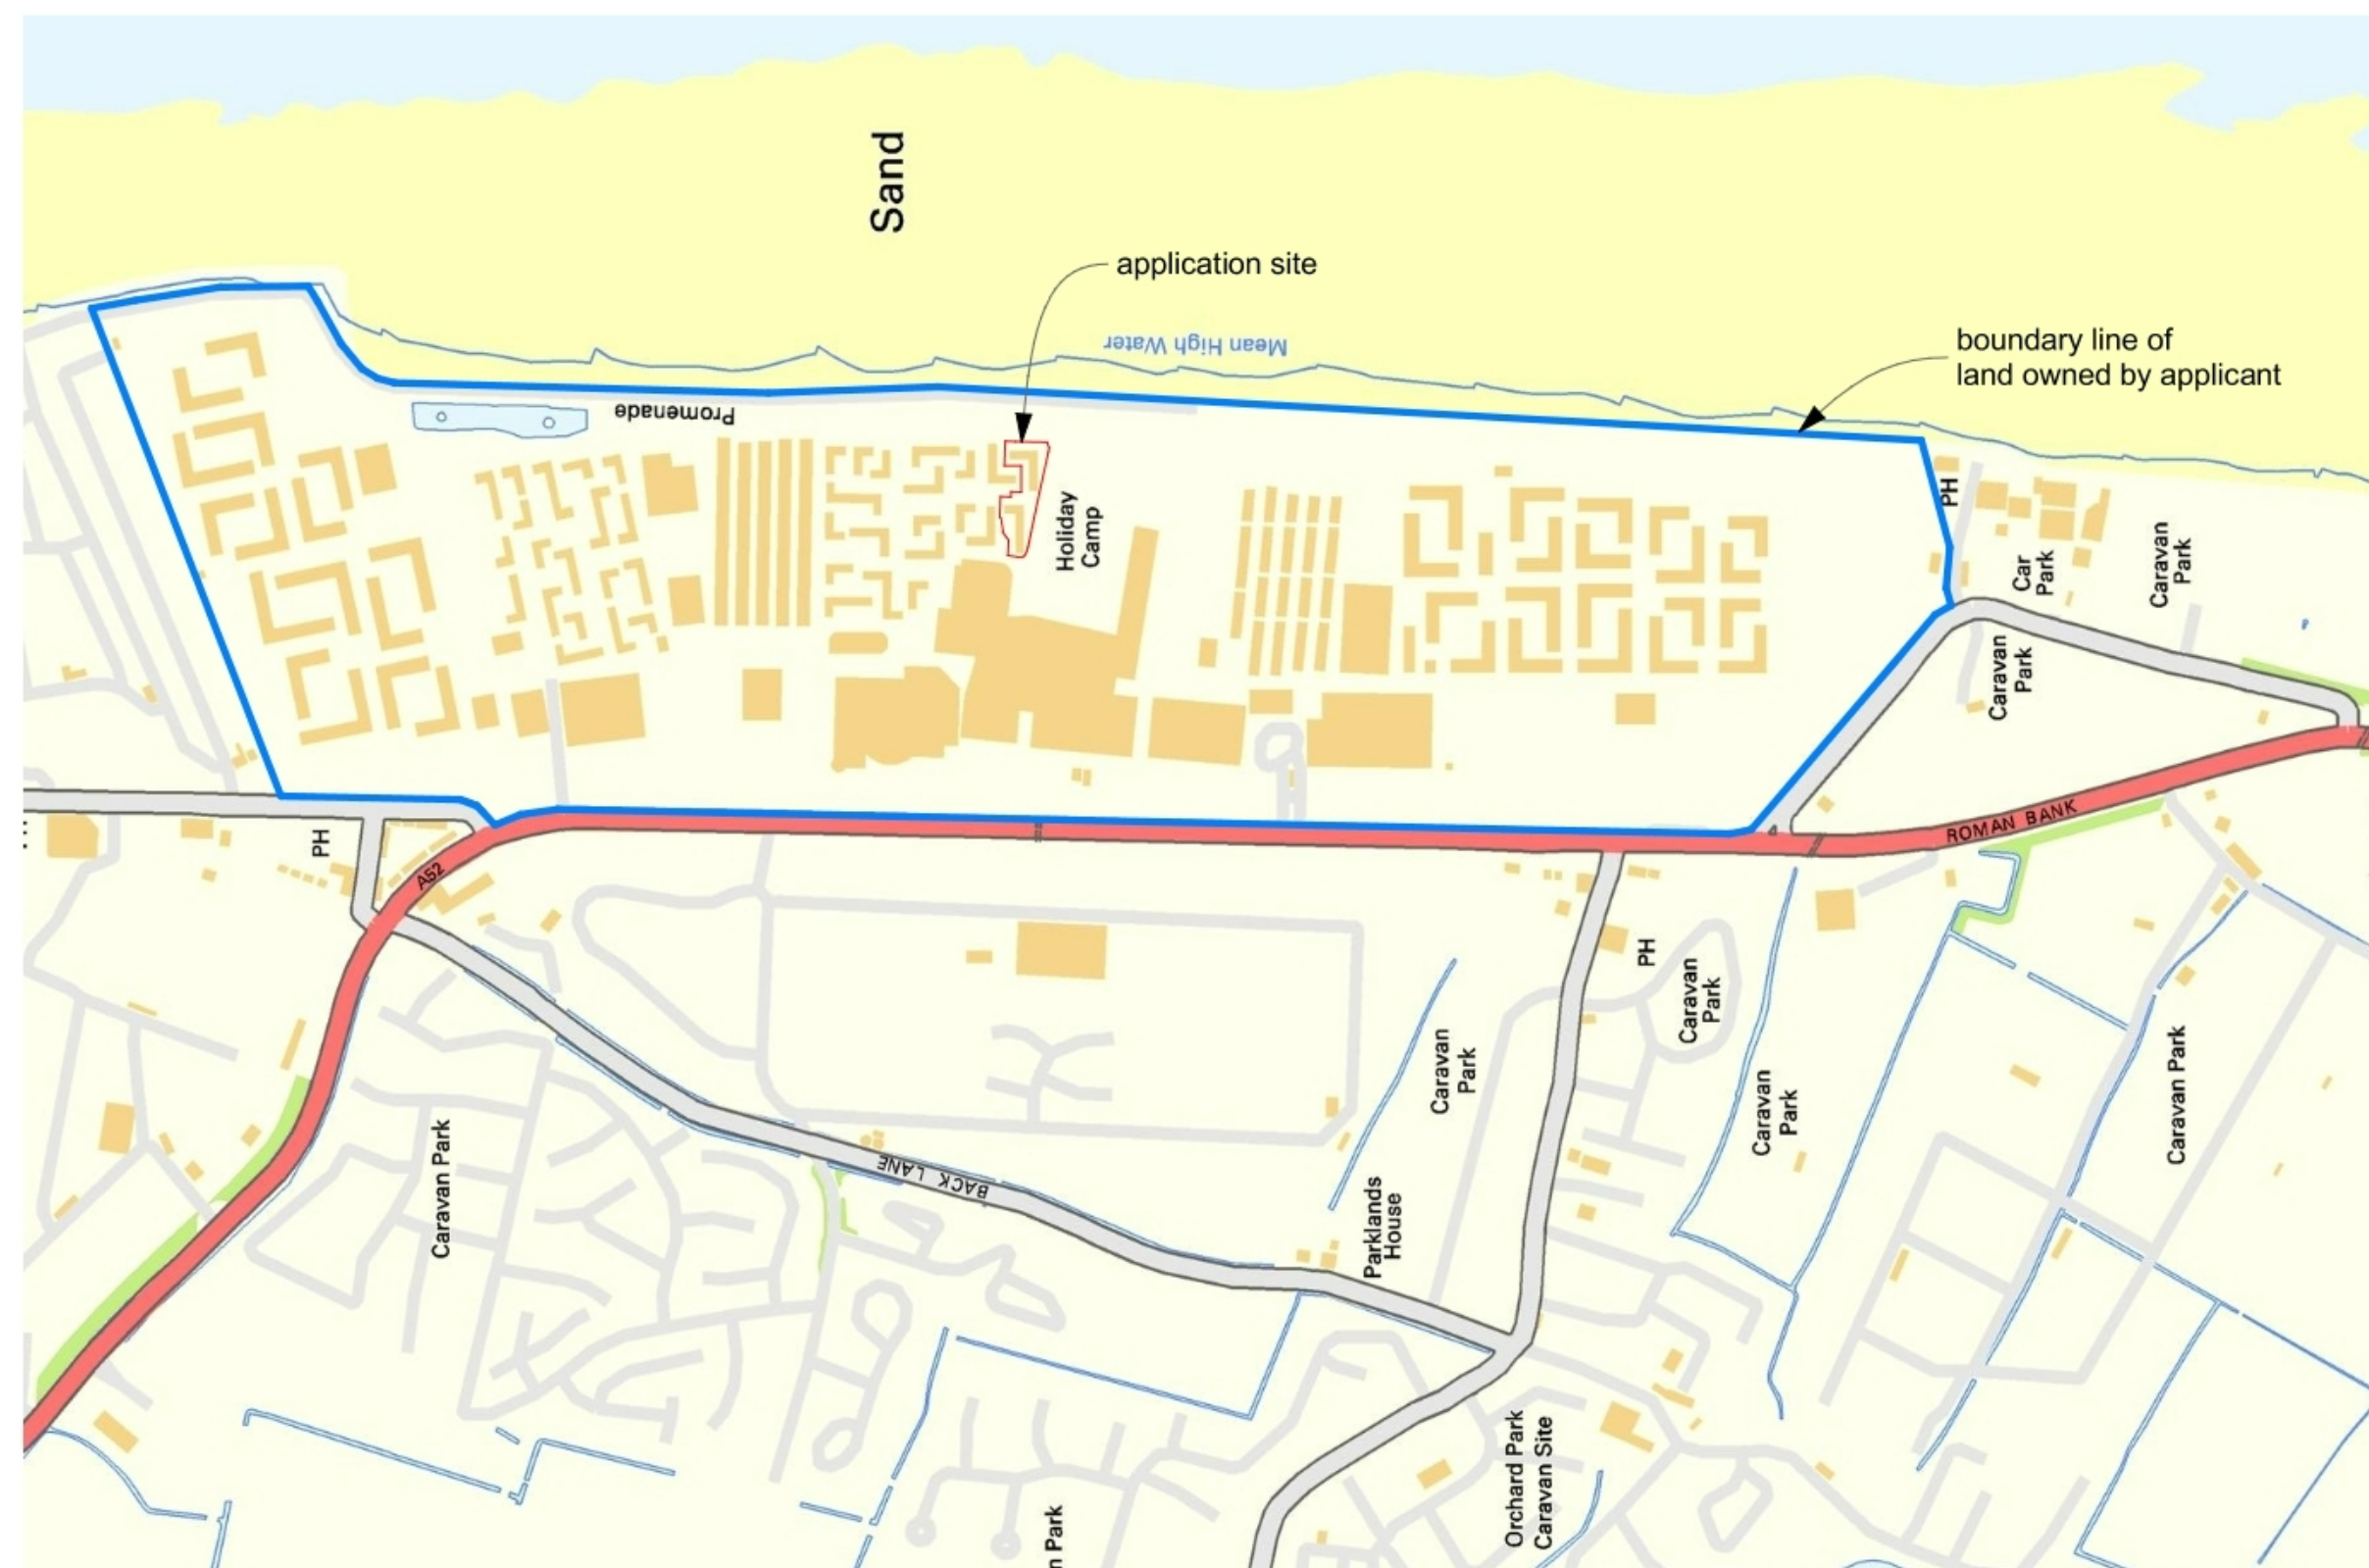 Sand
application site
boundary line of
land owned by applicant
Mean High Water
Promenade
Holiday
Camp
PH
Car
Park
Caravan
Park
Caravan
Park
PH
A52
ROMAN BANK
PH
Caravan
Park
Caravan
Park
Caravan
Park
Caravan Park
Caravan Park
BACK LANE
Parklands
House
Orchard Park
Caravan Site
n Park